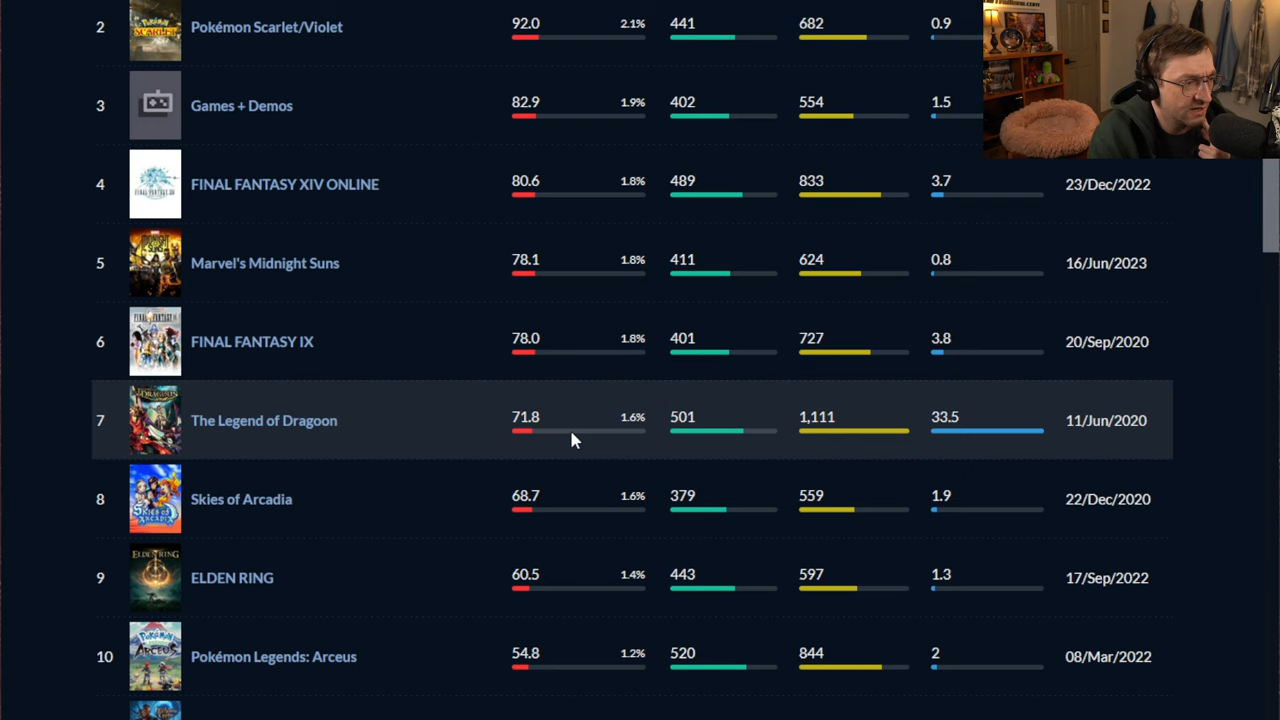 2 Pokémon Scarlet/Violet 92.0 2.1% 441 682 0.9
3 Games + Demos 82.9 1.9% 402 554 1.5
4 FINAL FANTASY XIV ONLINE 80.6 1.8% 489 833 3.7 23/Dec/2022
5 Marvel's Midnight Suns 78.1 1.8% 411 624 0.8 16/Jun/2023
6 FINAL FANTASY IX 78.0 1.8% 401 727 3.8 20/Sep/2020
7 The Legend of Dragoon 71.8 1.6% 501 1,111 33.5 11/Jun/2020
8 Skies of Arcadia 68.7 1.6% 379 559 1.9 22/Dec/2020
9 ELDEN RING 60.5 1.4% 443 597 1.3 17/Sep/2022
10 Pokémon Legends: Arceus 54.8 1.2% 520 844 2 08/Mar/2022